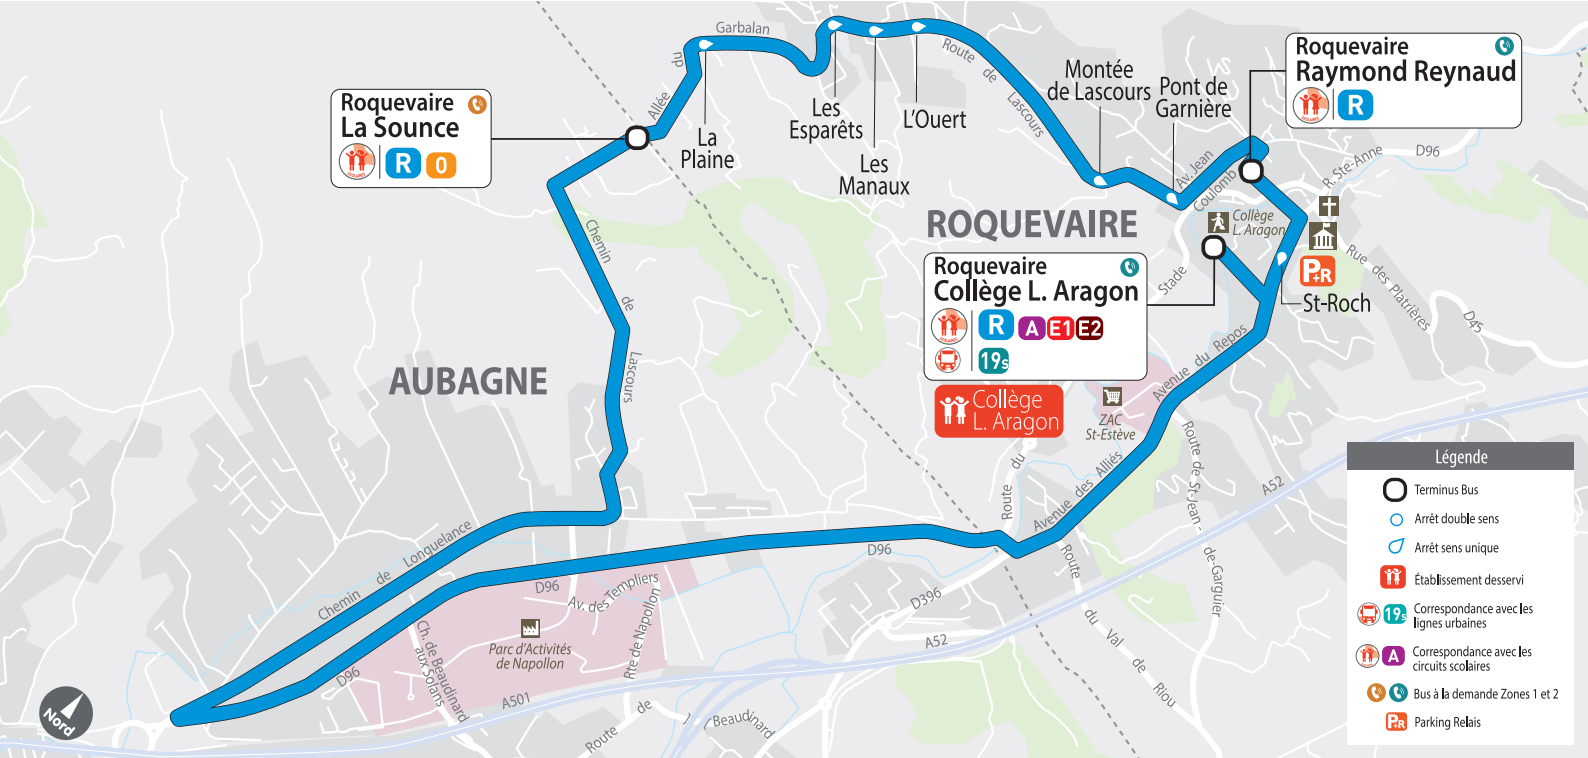 Garbalan
Allée
du
Route
de
Lascours
Roquevaire
La Sounce
SCOLAIRES
R
O
La
Plaine
Les
Esparêts
Les
Manaux
L'Ouert
Montée
de Lascours
Pont de
Garnière
Roquevaire
Raymond Reynaud
SCOLAIRES
R
Av. Jean
Coulomb
R. Ste-Anne
D96
Collège
L. Aragon
Stade
ROQUEVAIRE
Roquevaire
Collège L. Aragon
SCOLAIRES
R
A
E1
E2
19s
Collège
L. Aragon
P+R
St-Roch
Rue des Platrières
D45
Chemin
de
Lascours
AUBAGNE
Avenue du Repos
ZAC
St-Estève
Route
du
Avenue des Alliés
Route de St-Jean -
de-Garguier
A52
Chemin de Lonquelance
D96
D96
D96
Av. des Templiers
Parc d'Activités
de Napollon
Rte de Napollon
Ch. de Beaudinard
aux Solans
D396
A52
A501
Route
du
Val
de
Riou
Route
de
Beaudinard
Nord
Légende
Terminus Bus
Arrêt double sens
Arrêt sens unique
Établissement desservi
19s
Correspondance avec les
lignes urbaines
A
Correspondance avec les
circuits scolaires
Bus à la demande Zones 1 et 2
P+R
Parking Relais